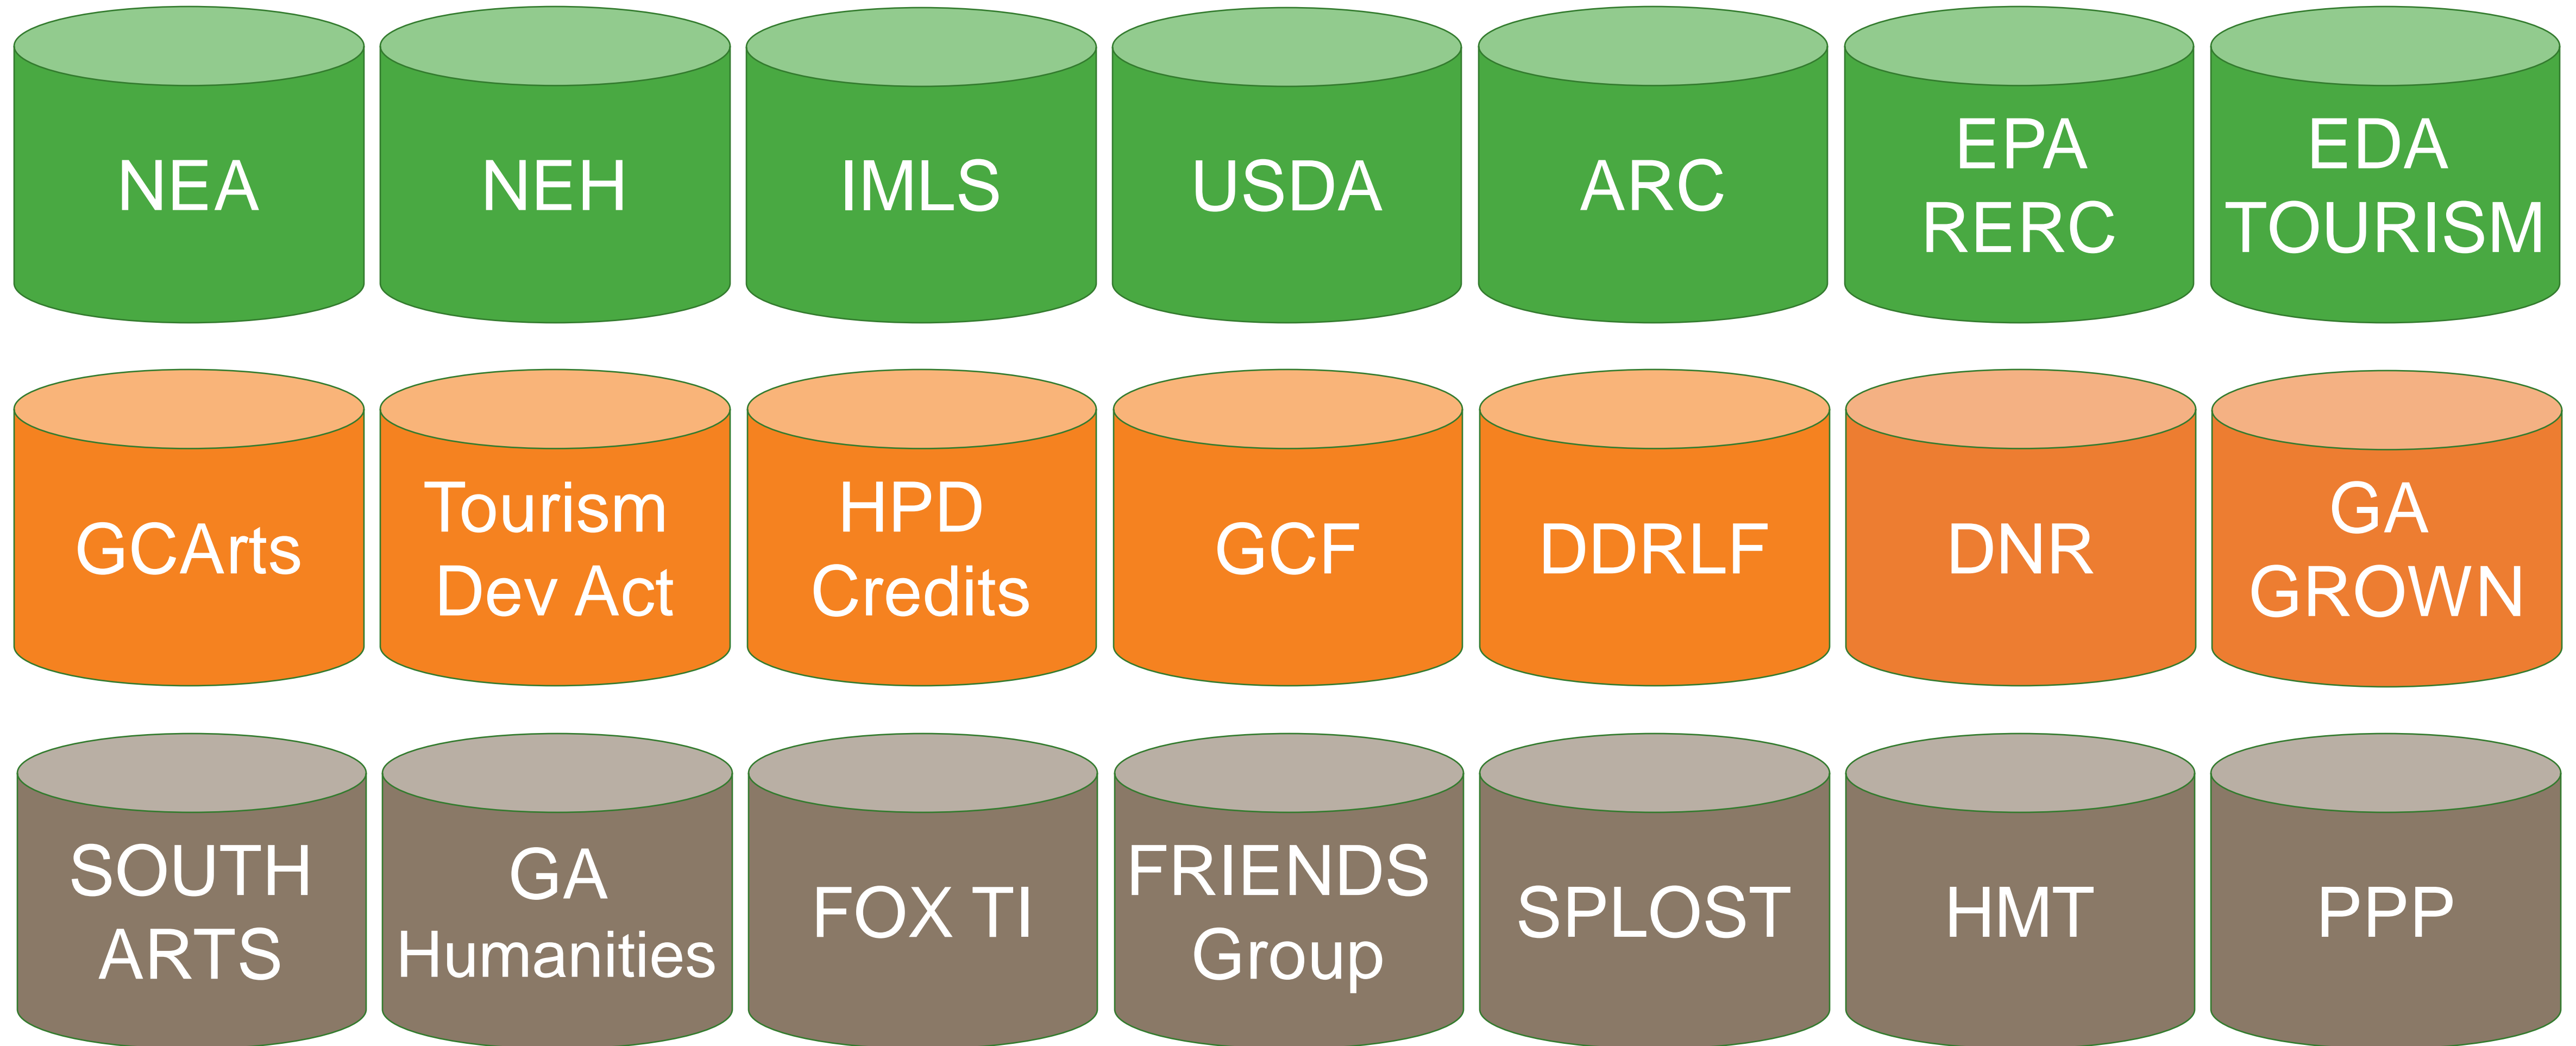 NEA
NEH
IMLS
USDA
ARC
EPA
RERC
EDA
TOURISM
GCArts
Tourism
Dev Act
HPD
Credits
GCF
DDRLF
DNR
GA
GROWN
SOUTH
ARTS
GA
Humanities
FOX TI
FRIENDS
Group
SPLOST
HMT
PPP